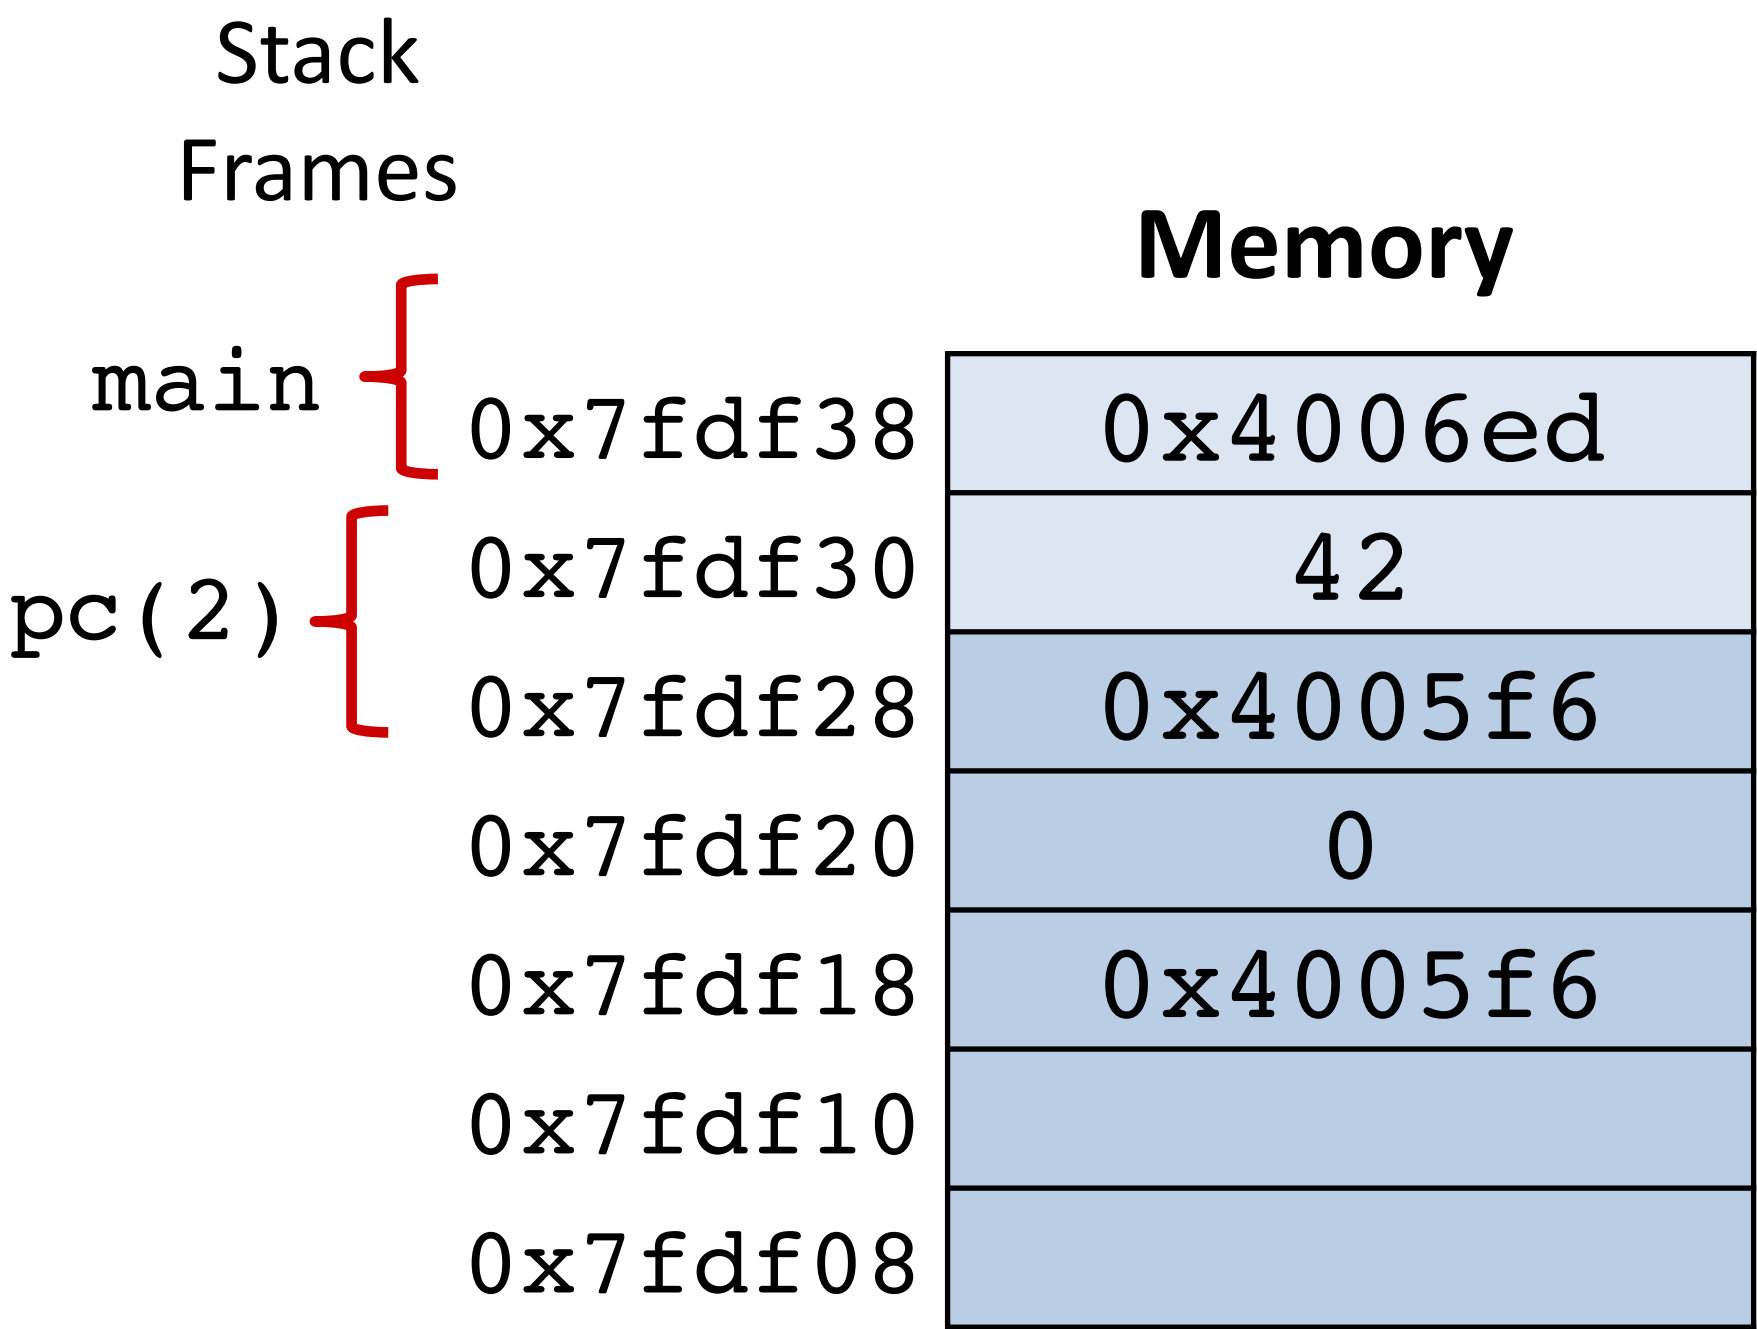 Stack
Frames
Memory
main
0x7fdf38 0x4006ed
0x7fdf30 42
pc(2)
0x7fdf28 0x4005f6
0x7fdf20 0
0x7fdf18 0x4005f6
0x7fdf10
0x7fdf08